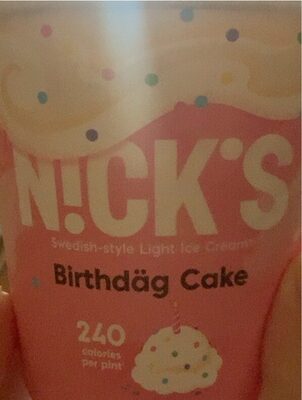 N!CK'S
Swedish-style Light Ice Cream
Birthdäg Cake
240
calories
per pint